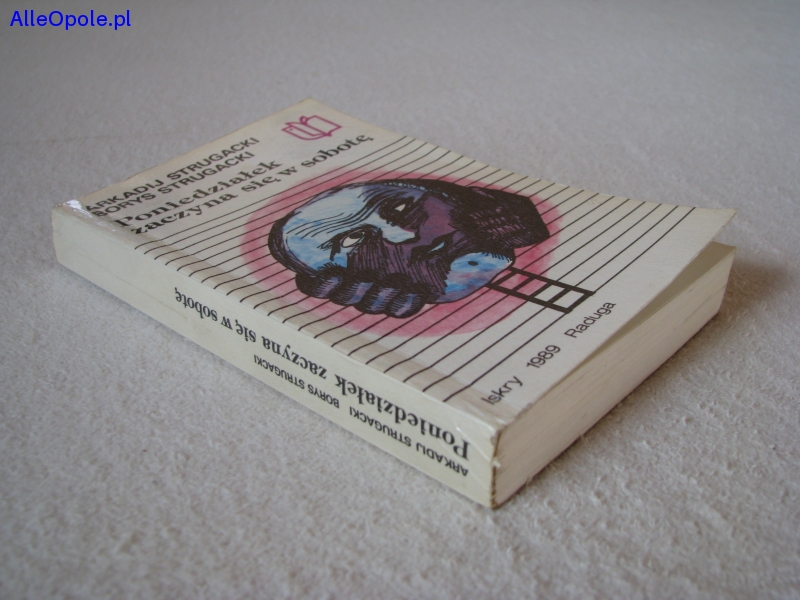 AlleOpole.pl
ARKADIJ STRUGACKI
BORYS STRUGACKI
Poniedziałek
zaczyna się w sobotę
Iskry 1989 Raduga
ARKADIJ STRUGACKI BORYS STRUGACKI
Poniedziałek zaczyna się w sobotę